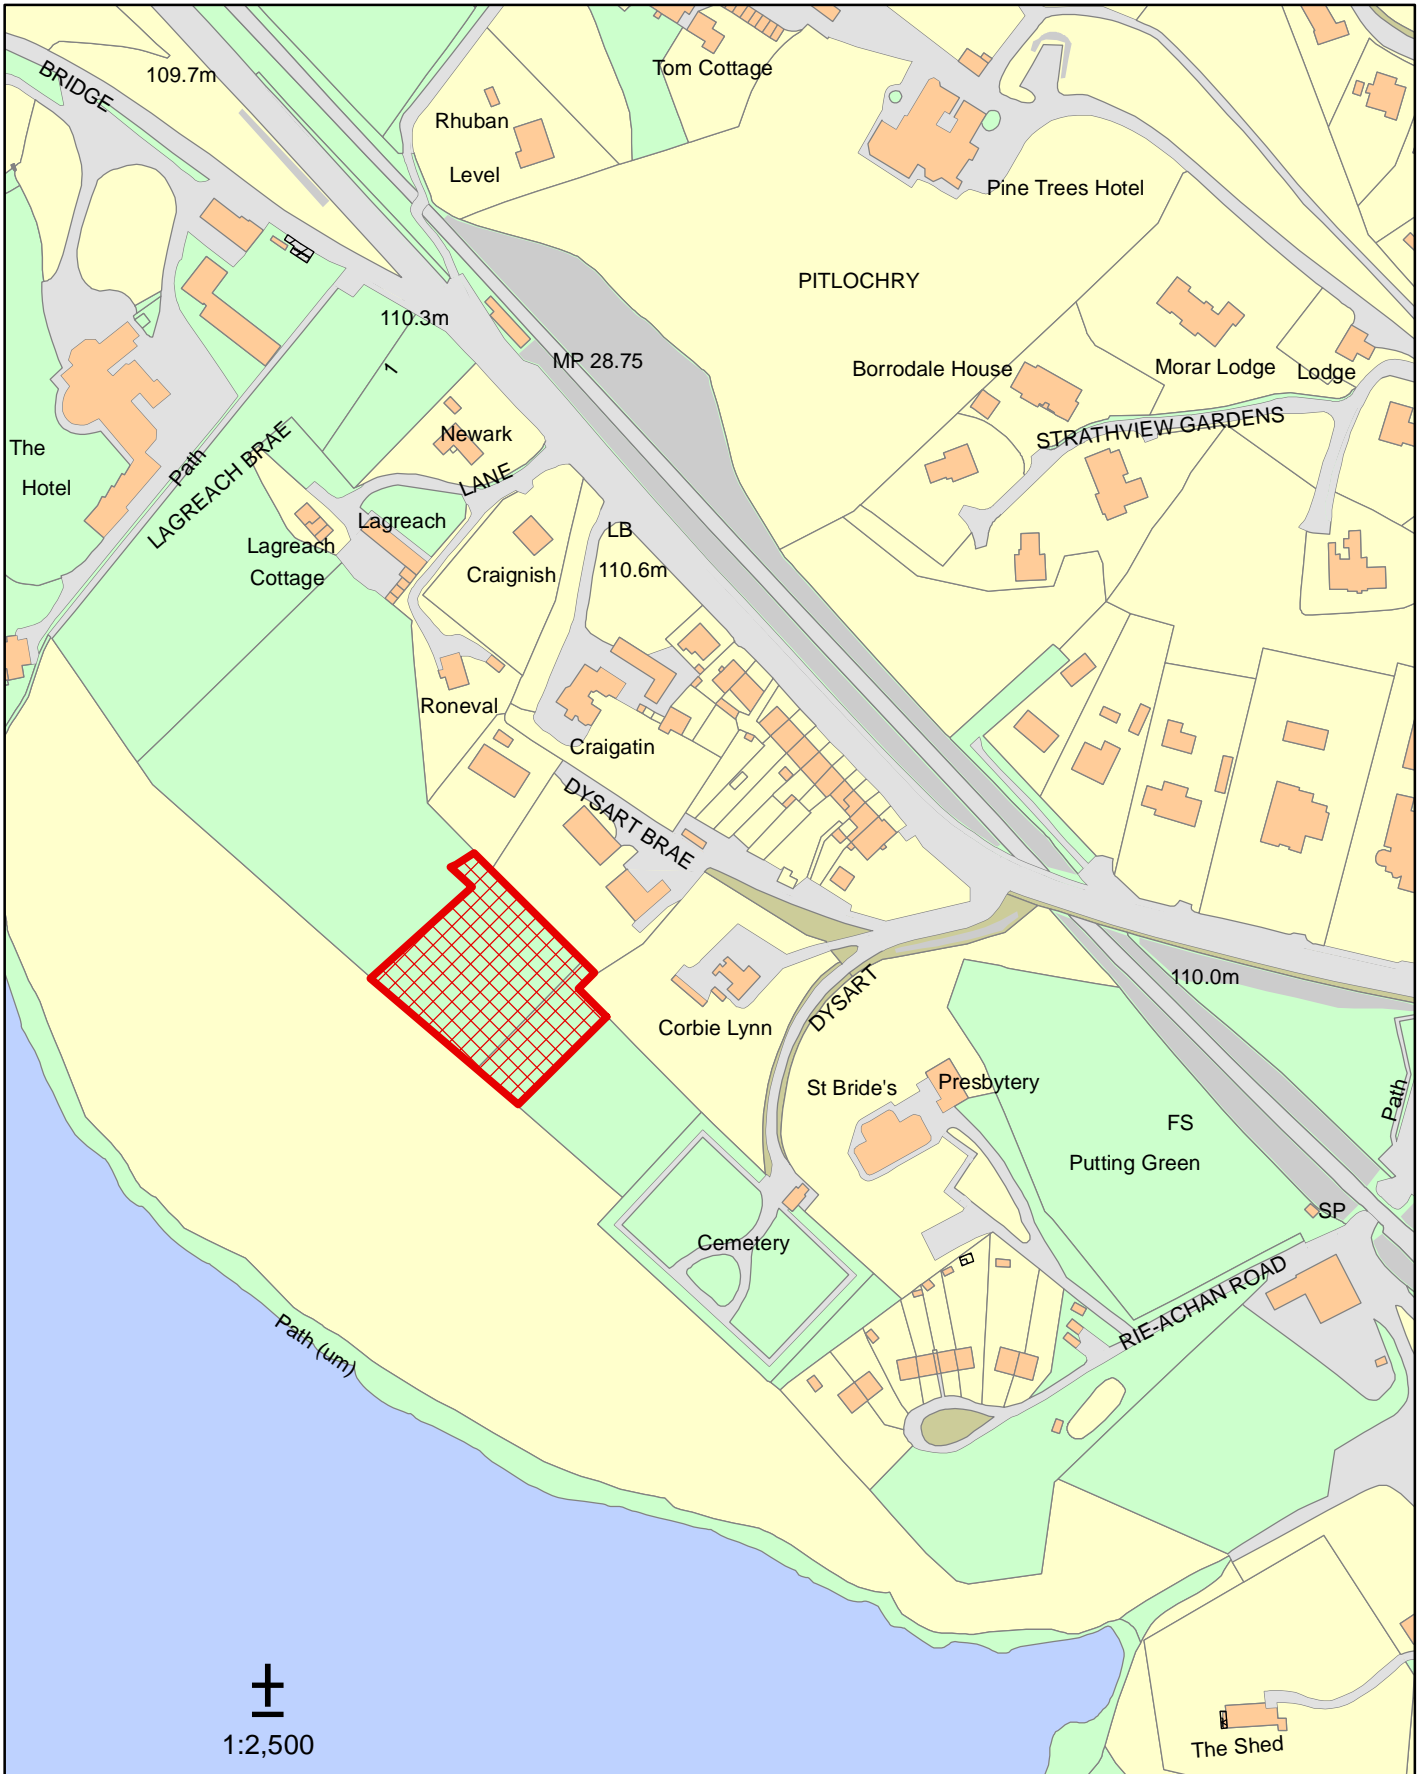 BRIDGE
109.7m
Tom Cottage
Rhuban
Level
Pine Trees Hotel
PITLOCHRY
110.3m
MP 28.75
1
Borrodale House
Morar Lodge
Lodge
STRATHVIEW GARDENS
The
Hotel
Path
LAGREACH BRAE
Newark
LANE
Lagreach
Lagreach
Cottage
LB
110.6m
Craignish
Roneval
Craigatin
DYSART BRAE
Corbie Lynn
DYSART
110.0m
St Bride's
Presbytery
FS
Putting Green
Path
SP
Cemetery
RIE-ACHAN ROAD
Path (um)
±
1:2,500
The Shed